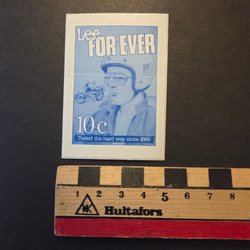 Lee
FOR EVER
10c
Tested the hard way since 1889
1 2 3 4 5 6 7 8
Hultafors